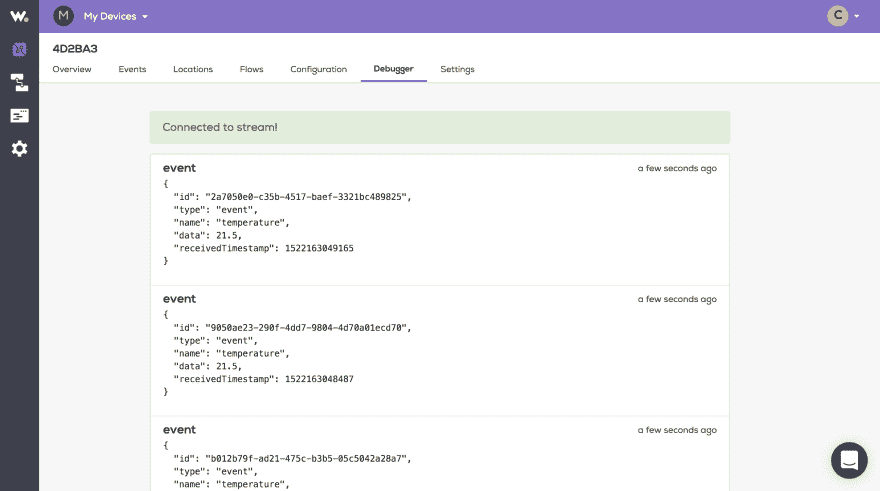 W.
M My Devices
C
4D2BA3
Overview Events Locations Flows Configuration Debugger Settings
Connected to stream!
event a few seconds ago
{
"id": "2a7050e0-c35b-4517-baef-3321bc489825",
"type": "event",
"name": "temperature",
"data": 21.5,
"receivedTimestamp": 1522163049165
}
event a few seconds ago
{
"id": "9050ae23-290f-4dd7-9804-4d70a01ecd70",
"type": "event",
"name": "temperature",
"data": 21.5,
"receivedTimestamp": 1522163048487
}
event a few seconds ago
{
"id": "b012b79f-ad21-475c-b3b5-05c5042a28a7",
"type": "event",
"name": "temperature",